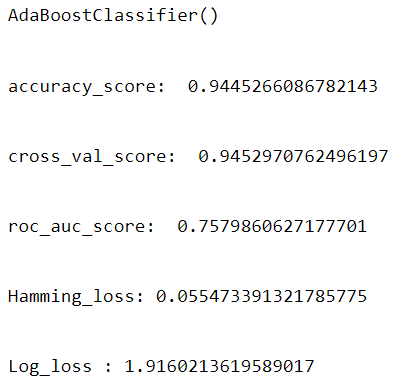 AdaBoostClassifier()
accuracy_score:  0.9445266086782143
cross_val_score:  0.9452970762496197
roc_auc_score:  0.7579860627177701
Hamming_loss: 0.055473391321785775
Log_loss : 1.9160213619589017